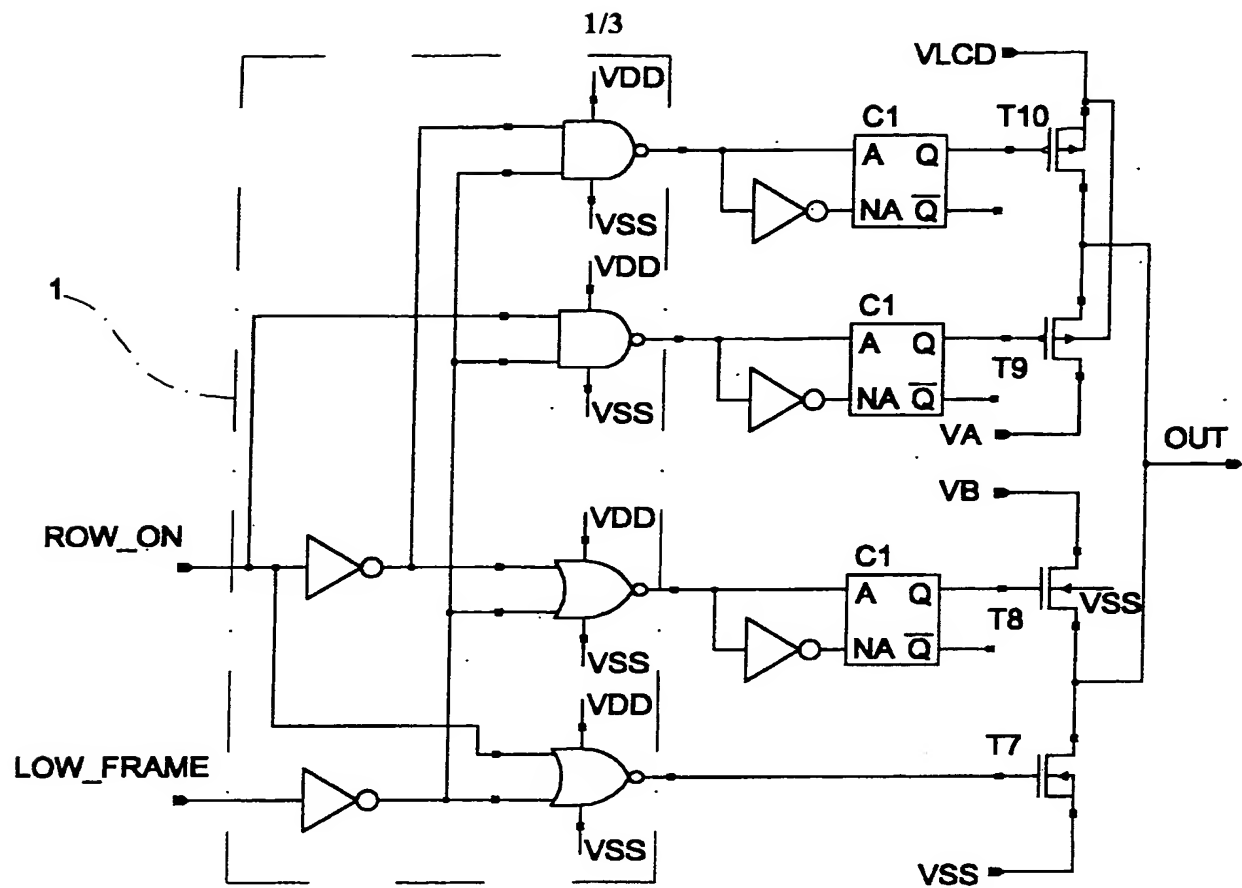 1/3
VLCD
VDD
C1
T10
A Q
NA Q̅
VSS
VDD
1
C1
A Q
T9
NA Q̅
VSS
VA
OUT
VB
ROW_ON
VDD
C1
A Q
VSS
T8
NA Q̅
VSS
VDD
LOW_FRAME
T7
VSS
VSS